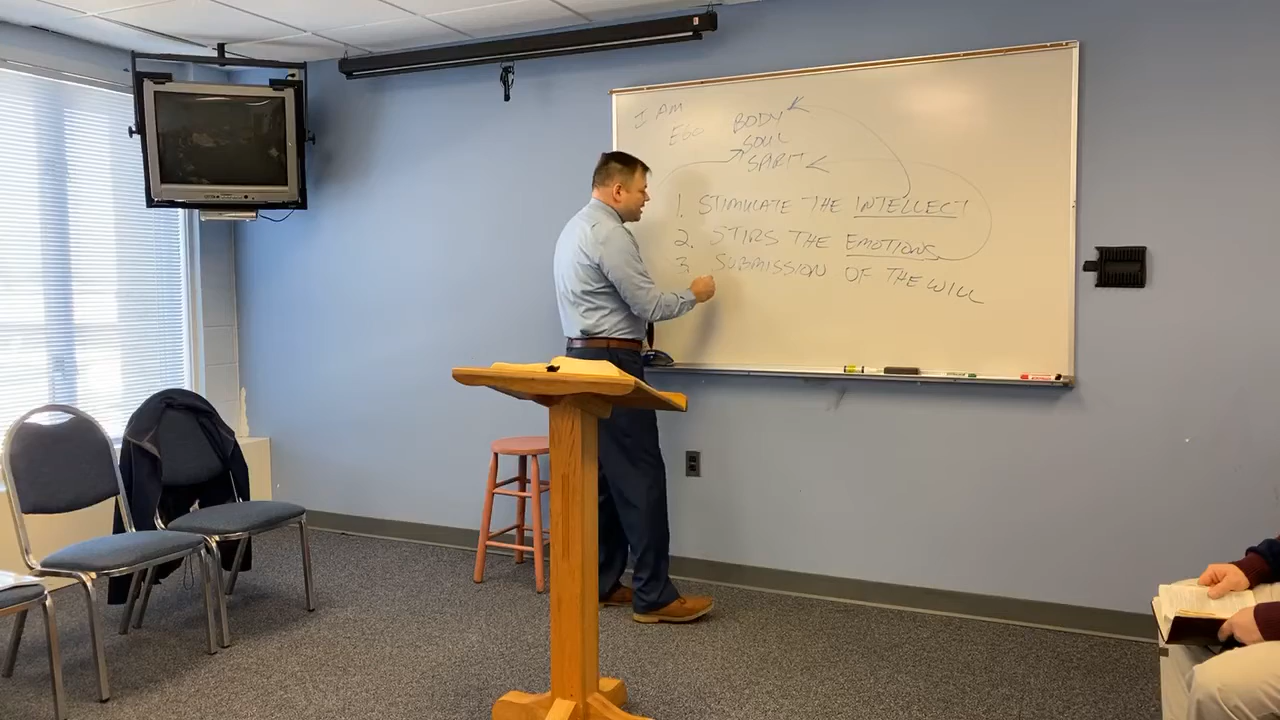 I AM
EGO
BODY
SOUL
SPIRIT
1. STIMULATE THE INTELLECT
2. STIRS THE EMOTIONS
3. SUBMISSION OF THE WILL